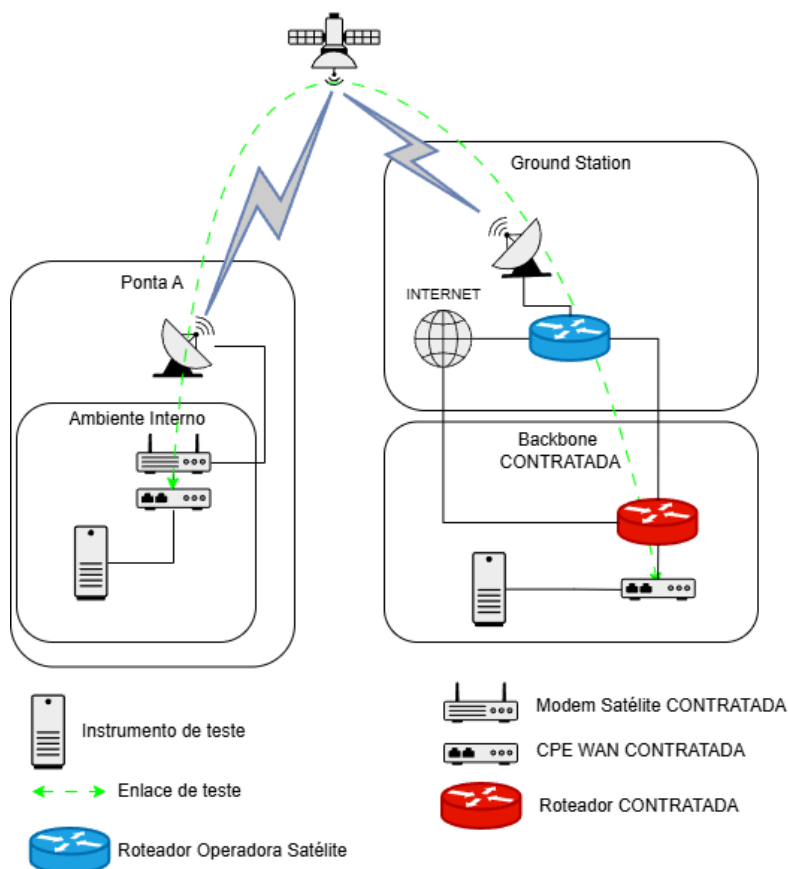 Ground Station
Ponta A
INTERNET
Ambiente Interno
Backbone
CONTRATADA
Instrumento de teste
Enlace de teste
Roteador Operadora Satélite
Modem Satélite CONTRATADA
CPE WAN CONTRATADA
Roteador CONTRATADA